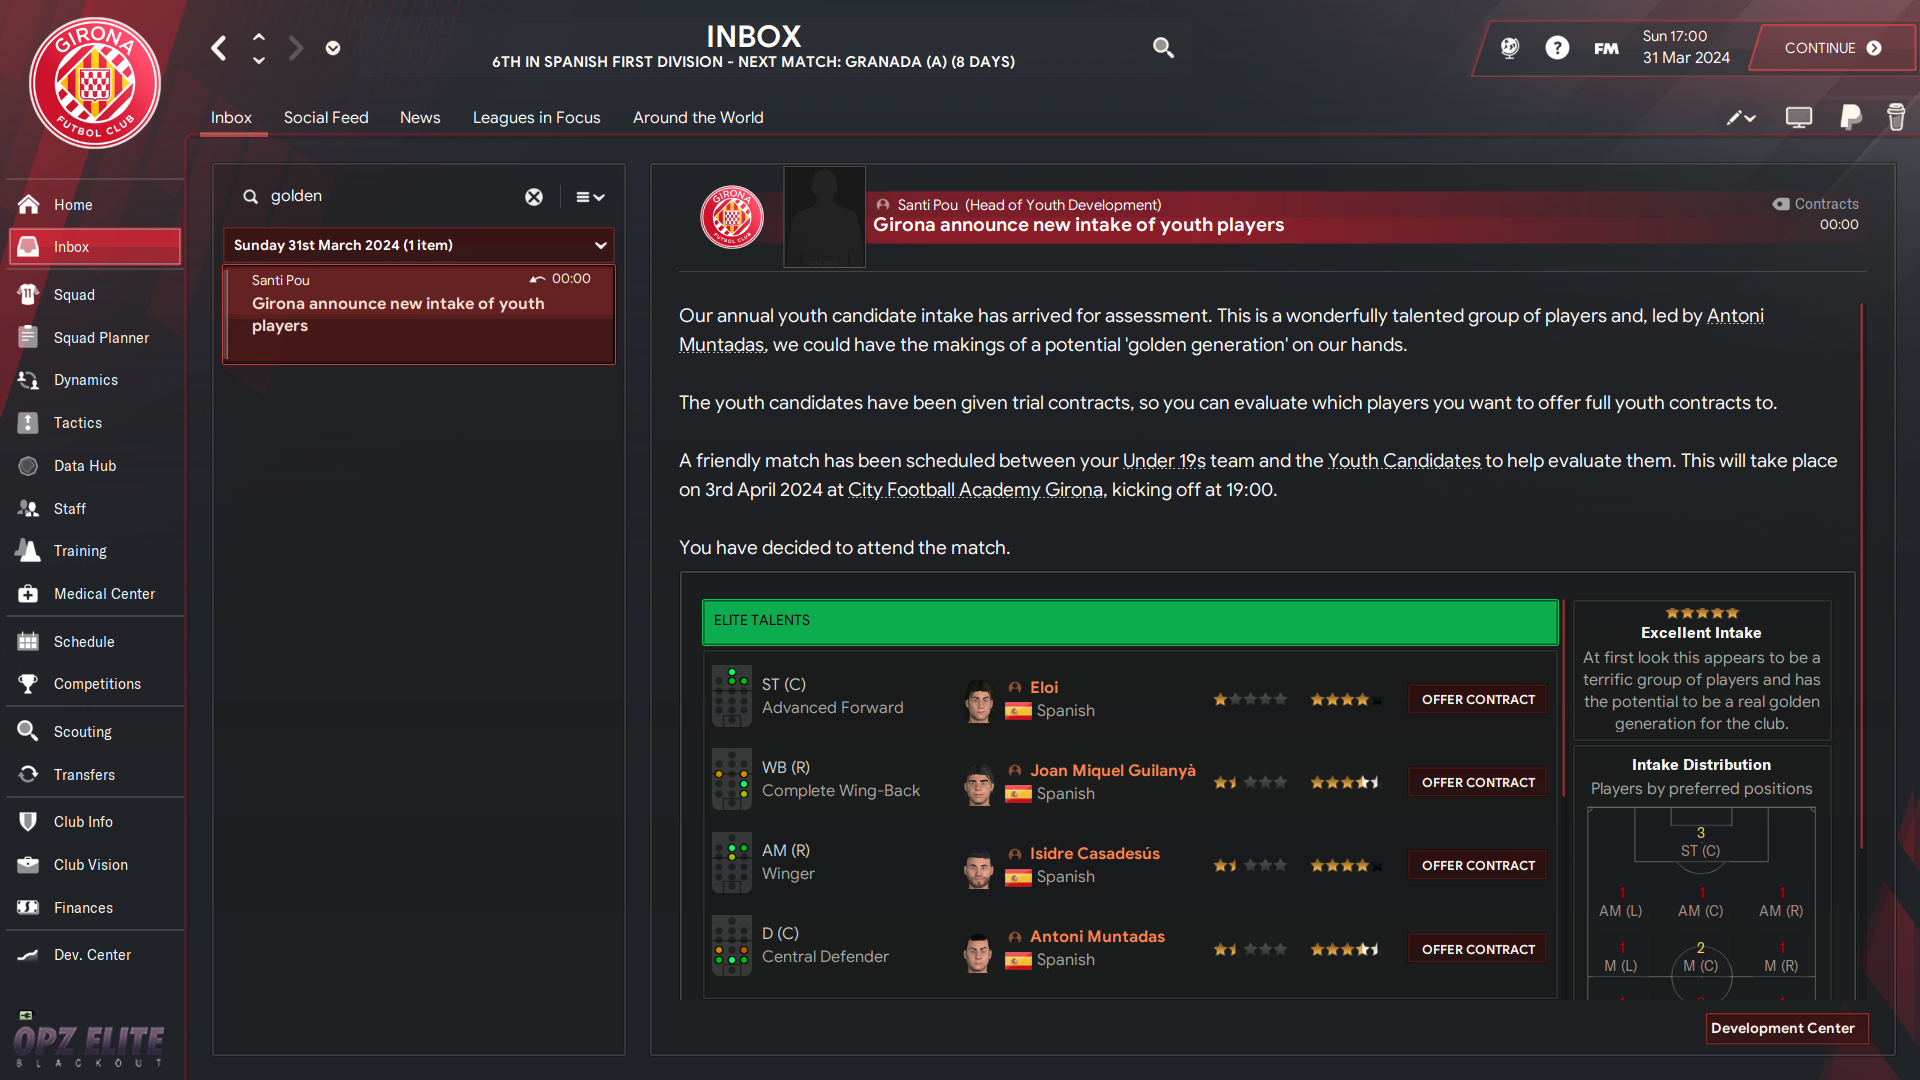 GIRONA
FUTBOL CLUB
INBOX
6TH IN SPANISH FIRST DIVISION - NEXT MATCH: GRANADA (A) (8 DAYS)
FM
Sun 17:00
31 Mar 2024
CONTINUE
Inbox
Social Feed
News
Leagues in Focus
Around the World
Home
Inbox
Squad
Squad Planner
Dynamics
Tactics
Data Hub
Staff
Training
Medical Center
Schedule
Competitions
Scouting
Transfers
Club Info
Club Vision
Finances
Dev. Center
OPZ ELITE
BLACKOUT
golden
Sunday 31st March 2024 (1 item)
Santi Pou
00:00
Girona announce new intake of youth
players
GIRONA
Santi Pou (Head of Youth Development)
Girona announce new intake of youth players
Contracts
00:00
Our annual youth candidate intake has arrived for assessment. This is a wonderfully talented group of players and, led by Antoni
Muntadas, we could have the makings of a potential 'golden generation' on our hands.
The youth candidates have been given trial contracts, so you can evaluate which players you want to offer full youth contracts to.
A friendly match has been scheduled between your Under 19s team and the Youth Candidates to help evaluate them. This will take place
on 3rd April 2024 at City Football Academy Girona, kicking off at 19:00.
You have decided to attend the match.
ELITE TALENTS
ST (C)
Advanced Forward
Eloi
Spanish
OFFER CONTRACT
WB (R)
Complete Wing-Back
Joan Miquel Guilanyà
Spanish
OFFER CONTRACT
AM (R)
Winger
Isidre Casadesús
Spanish
OFFER CONTRACT
D (C)
Central Defender
Antoni Muntadas
Spanish
OFFER CONTRACT
Excellent Intake
At first look this appears to be a
terrific group of players and has
the potential to be a real golden
generation for the club.
Intake Distribution
Players by preferred positions
3
ST (C)
1
AM (L)
1
AM (C)
1
AM (R)
1
M (L)
2
M (C)
1
M (R)
Development Center